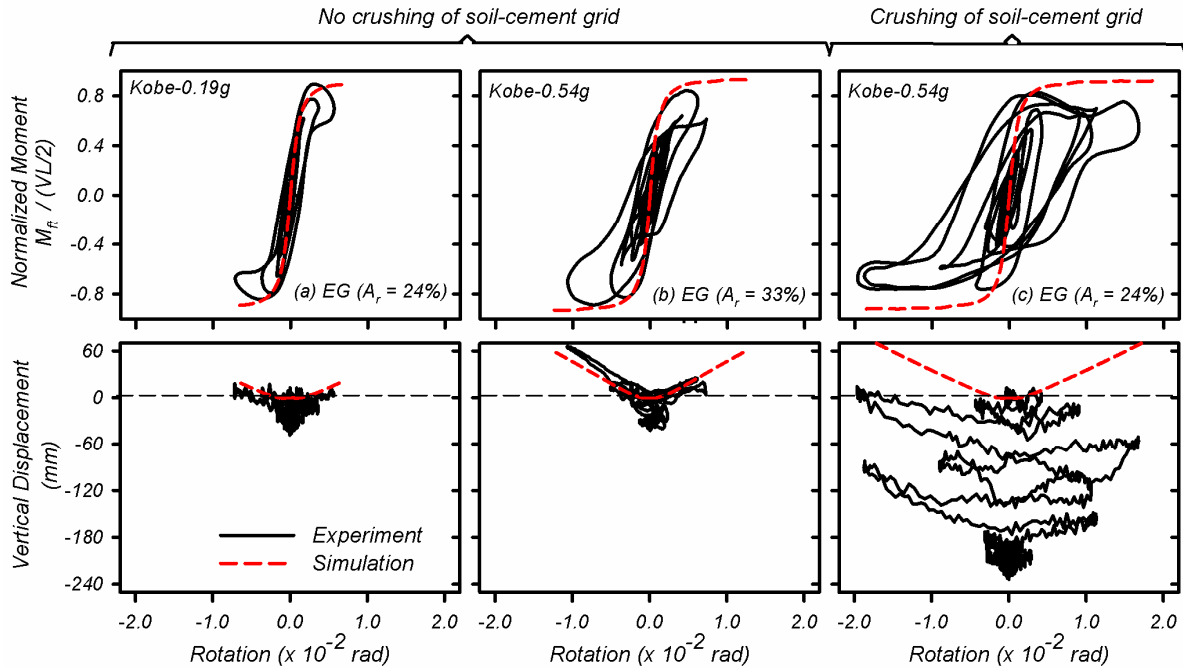 No crushing of soil-cement grid
Crushing of soil-cement grid
Normalized Moment
M_ft / (VL/2)
0.8
0.4
0.0
-0.4
-0.8
Kobe-0.19g
(a) EG (A_r = 24%)
Kobe-0.54g
(b) EG (A_r = 33%)
Kobe-0.54g
(c) EG (A_r = 24%)
Vertical Displacement
(mm)
60
0
-60
-120
-180
-240
Experiment
Simulation
-2.0 -1.0 0.0 1.0 2.0
-2.0 -1.0 0.0 1.0 2.0
-2.0 -1.0 0.0 1.0 2.0
Rotation (x 10^-2 rad)
Rotation (x 10^-2 rad)
Rotation (x 10^-2 rad)